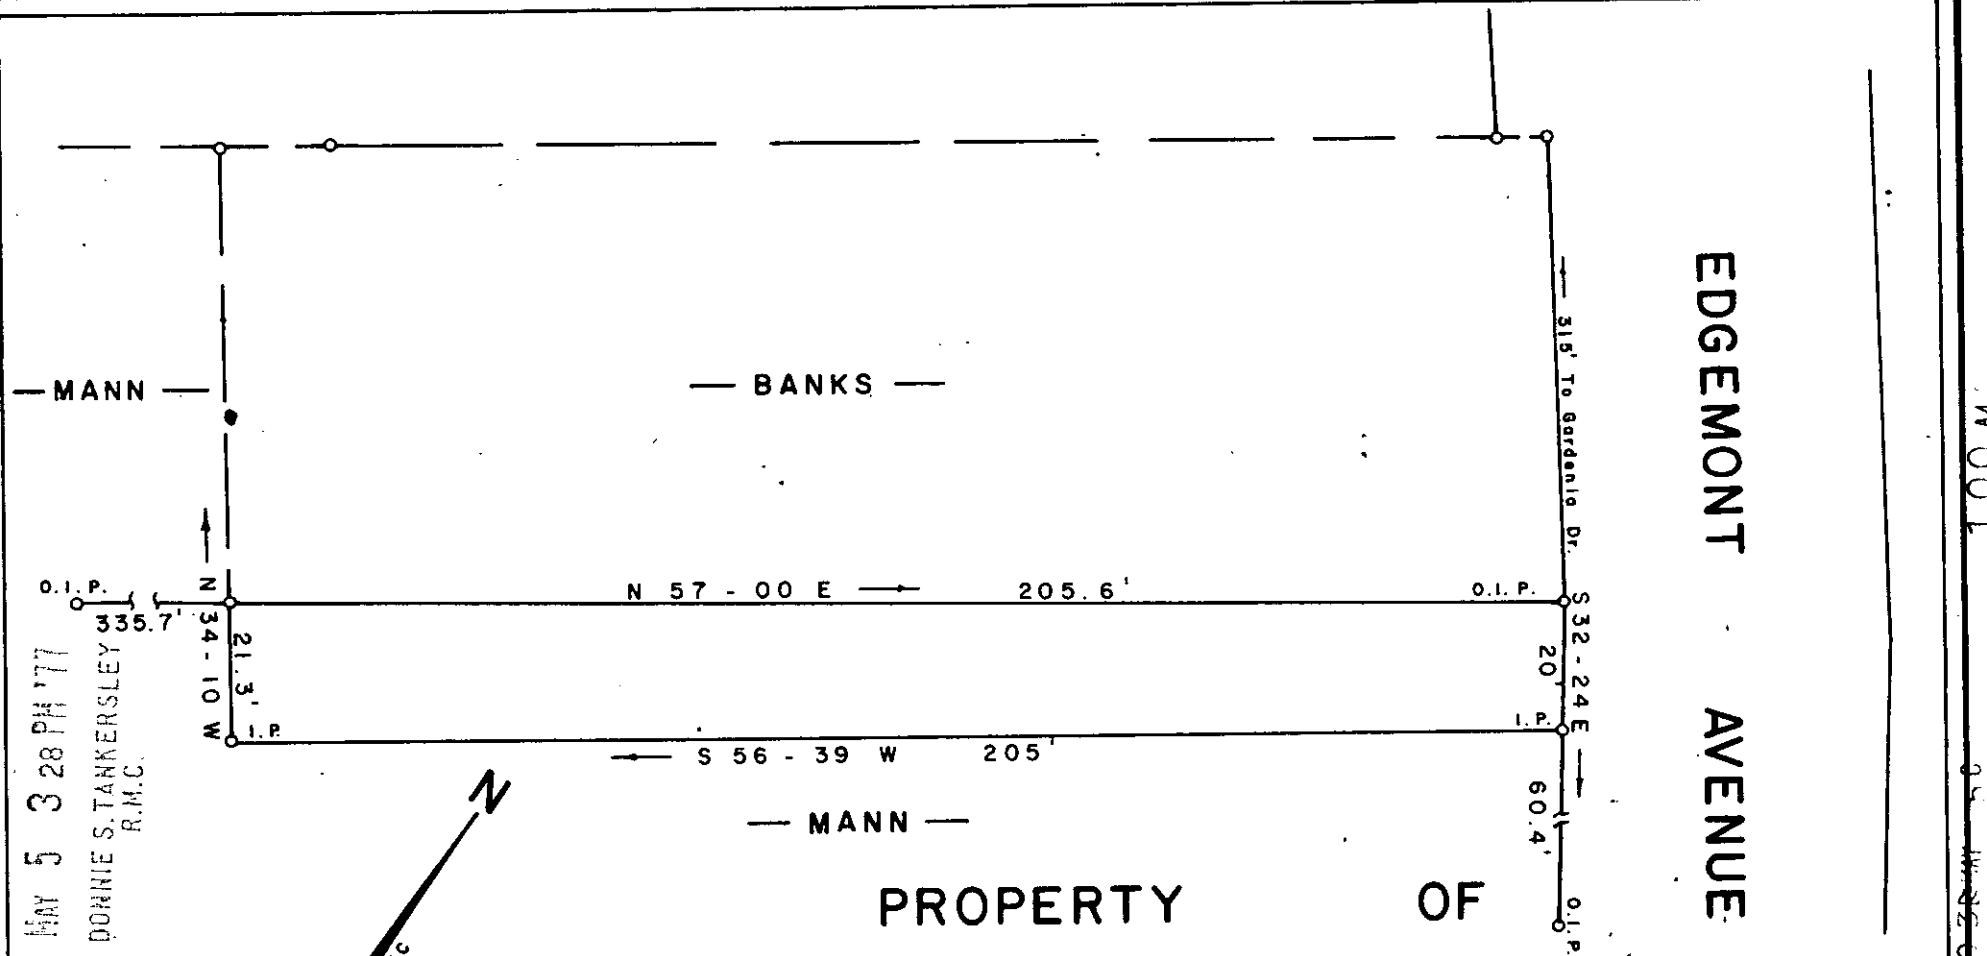 — MANN —
— BANKS —
315' To Gardenia Dr.
EDGEMONT AVENUE
O.I.P.
335.7'
N 34-10 W
21.3'
N 57-00 E
205.6'
O.I.P.
S 32-24 E
20'
I.P.
S 56-39 W
205'
I.P.
60.4'
O.I.P.
N
— MANN —
PROPERTY OF
MAY 5 3 28 PM '77
DONNIE S. TANKERSLEY
R.M.C.